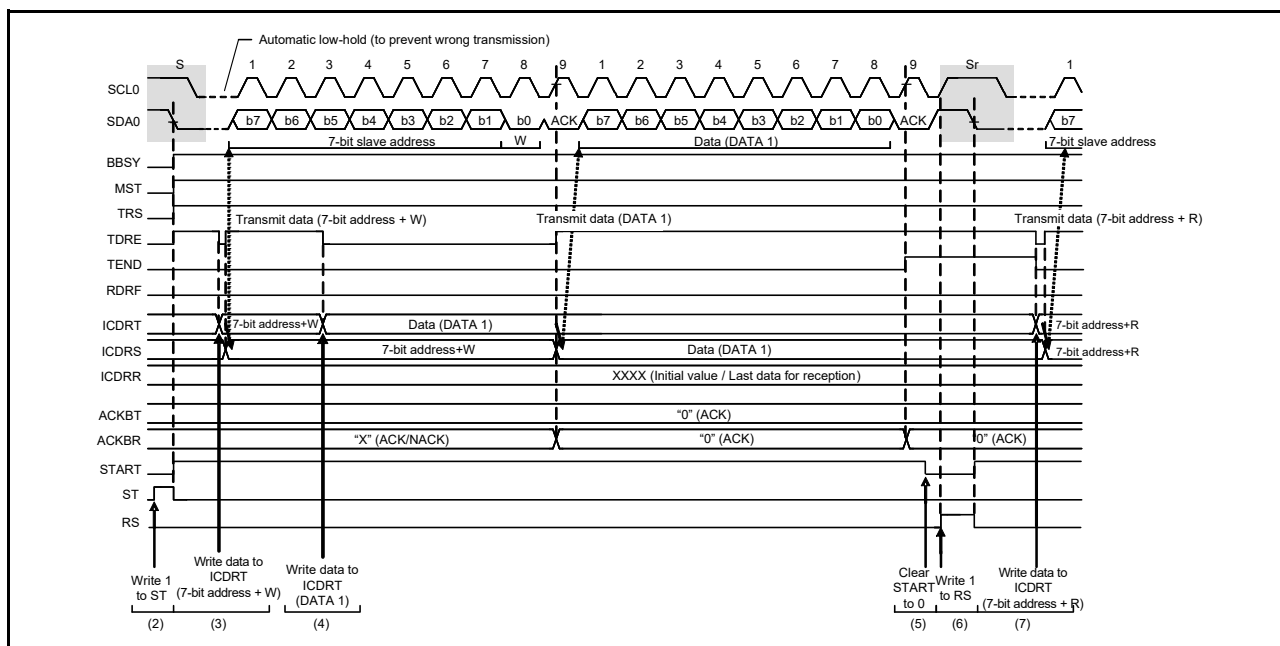 Automatic low-hold (to prevent wrong transmission)
S 1 2 3 4 5 6 7 8 9 1 2 3 4 5 6 7 8 9 Sr 1
SCL0
SDA0 b7 b6 b5 b4 b3 b2 b1 b0 ACK b7 b6 b5 b4 b3 b2 b1 b0 ACK b7
7-bit slave address W Data (DATA 1) 7-bit slave address
BBSY
MST
TRS
Transmit data (7-bit address + W) Transmit data (DATA 1) Transmit data (7-bit address + R)
TDRE
TEND
RDRF
ICDRT 7-bit address+W Data (DATA 1) 7-bit address+R
ICDRS 7-bit address+W Data (DATA 1) 7-bit address+R
ICDRR XXXX (Initial value / Last data for reception)
ACKBT “0” (ACK)
ACKBR “X” (ACK/NACK) “0” (ACK) 0” (ACK)
START
ST
RS
Write 1
to ST
Write data to
ICDRT
(7-bit address + W)
Write data to
ICDRT
(DATA 1)
Clear
START
to 0
Write 1
to RS
Write data to
ICDRT
(7-bit address + R)
(2) (3) (4) (5) (6) (7)